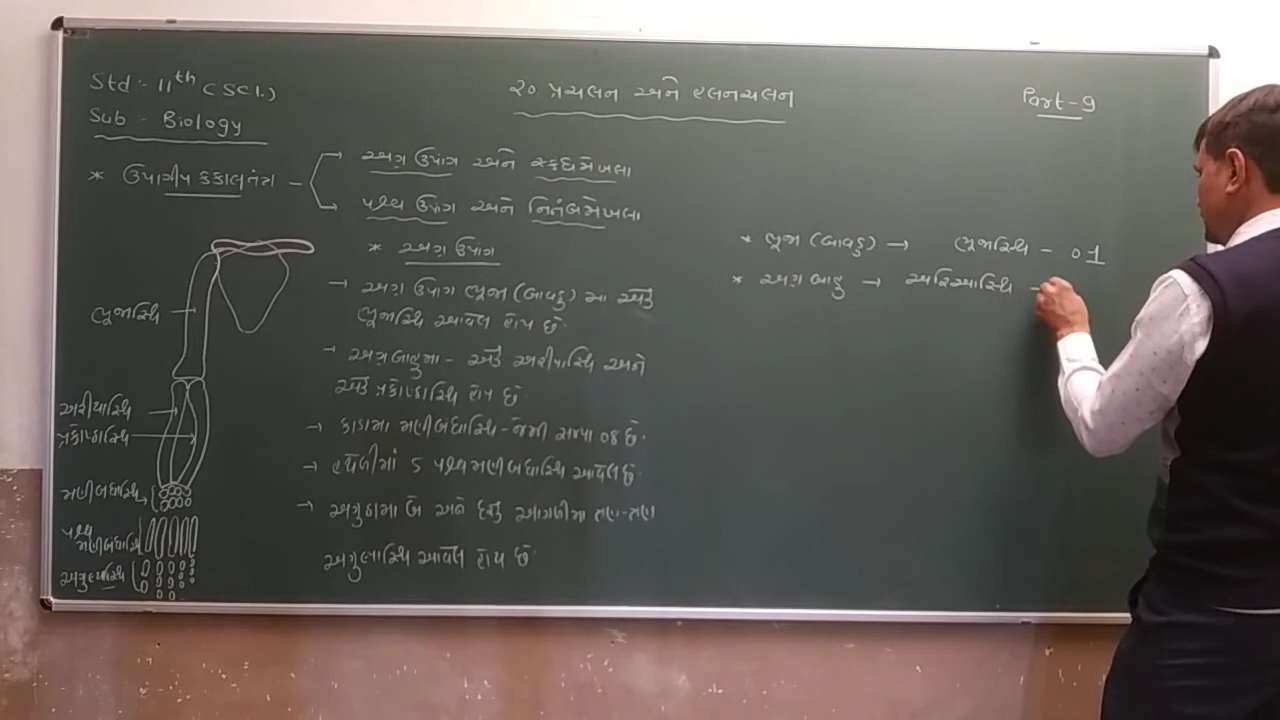 Std :- 11th (SCI.)
Sub :- Biology
૨૦ પ્રચલન અને હલનચલન
Part-9
* ઉપાંગીય કંકાલતંત્ર –
→ અગ્ર ઉપાંગ અને સ્કંધમેખલા
→ પશ્ચ ઉપાંગ અને નિતંબમેખલા
* અગ્ર ઉપાંગ
→ અગ્ર ઉપાંગ ભૂજા (બાવડુ) મા એક
ભૂજાસ્થિ આવેલ હોય છે.
→ અગ્રબાહુમા - એક અરીયાસ્થિ અને
એક પ્રકોષ્ઠાસ્થિ હોય છે.
→ કાંડામા મણીબંધાસ્થિ - જેની સંખ્યા 08 છે.
→ હથેળીમાં 5 પશ્ચ મણીબંધાસ્થિ આવેલ છે.
→ અંગુઠામા બે અને દરેક આંગળીમા ત્રણ-ત્રણ
અંગુલાસ્થિ આવેલ હોય છે.
ભૂજાસ્થિ
અરીયાસ્થિ
પ્રકોષ્ઠાસ્થિ
મણીબંધાસ્થિ
પશ્ચ
મણીબંધાસ્થિ
અંગુલ્યાસ્થિ
* ભૂજા (બાવડુ) → ભૂજાસ્થિ - 01
* અગ્ર બાહુ → અરિઆસ્થિ -